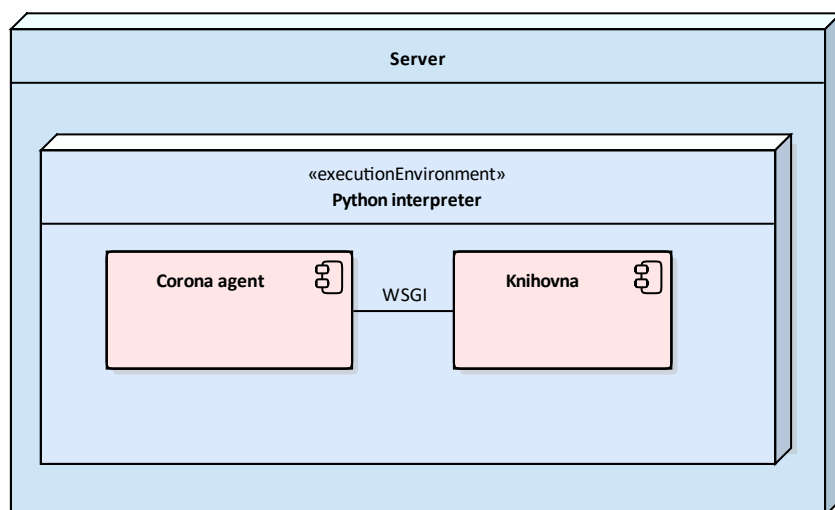 Server
«executionEnvironment»
Python interpreter
Corona agent
WSGI
Knihovna